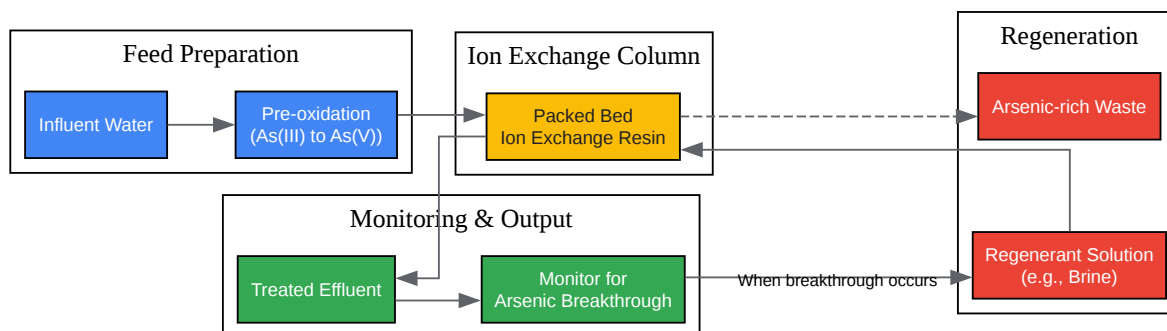 Feed Preparation
Influent Water
Pre-oxidation
(As(III) to As(V))
Ion Exchange Column
Packed Bed
Ion Exchange Resin
Regeneration
Arsenic-rich Waste
Monitoring & Output
Treated Effluent
Monitor for
Arsenic Breakthrough
When breakthrough occurs
Regenerant Solution
(e.g., Brine)